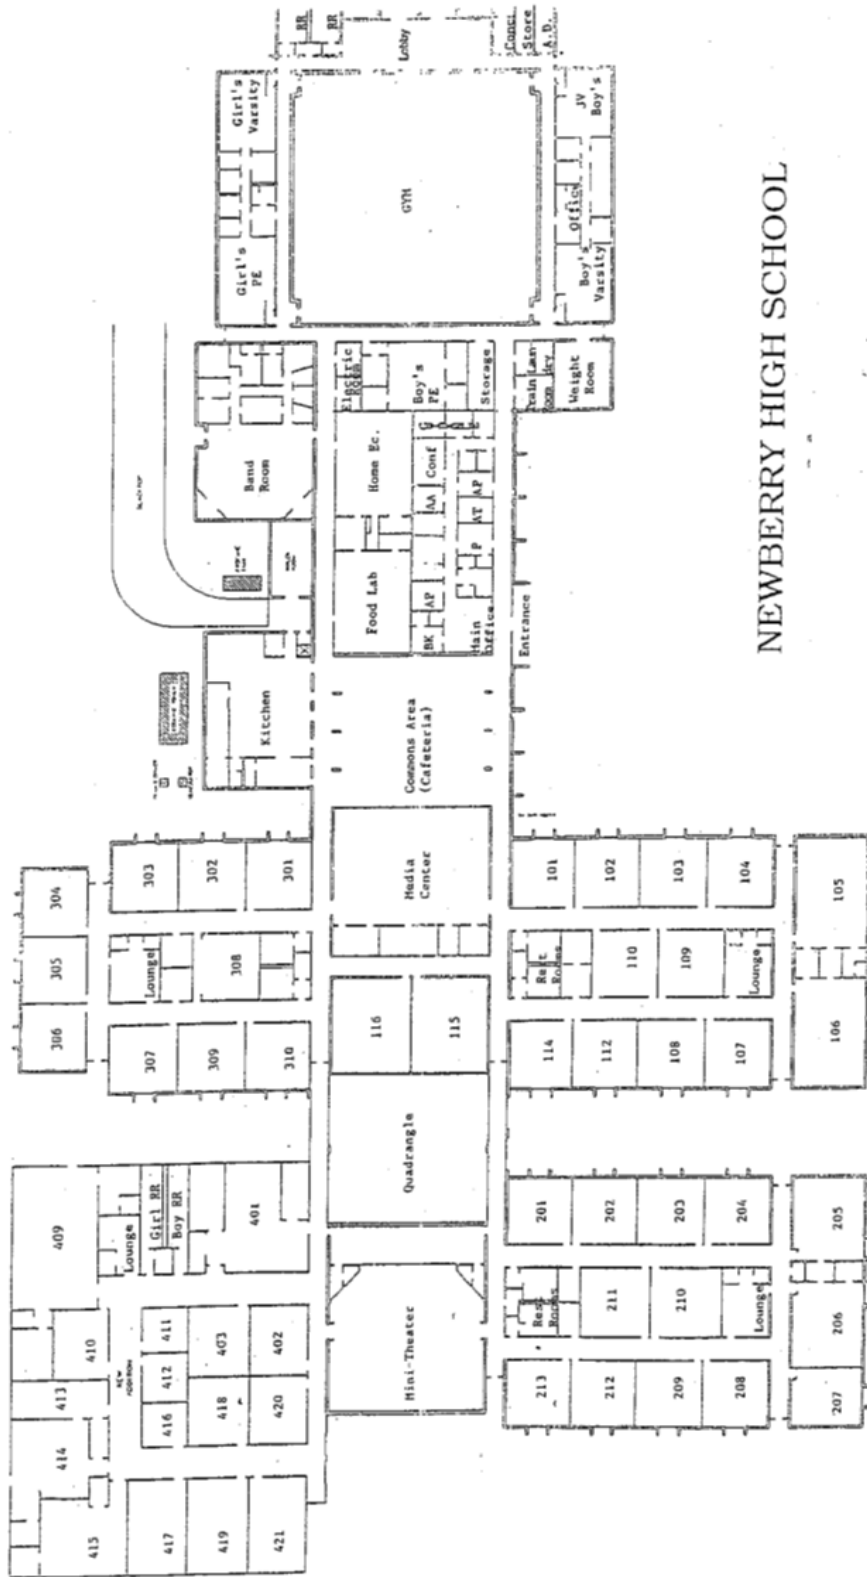 RR
RR
Lobby
Store
A.D.
Girl's
Varsity
JV
Boy's
GYM
Girl's
PE
Office
Boy's
Varsity
Electric
Room
Boy's
PE
Storage
Weight
Room
Band
Room
Home Ec.
Conf
AA
AP
AT
P
Food Lab
AP
BK
Main
Office
Entrance
Kitchen
Commons Area
(Cafeteria)
Media
Center
NEWBERRY HIGH SCHOOL
304
305
306
303
302
301
Lounge
308
307
309
310
116
115
101
102
103
104
105
Rest
Rooms
110
109
Lounge
106
114
112
108
107
Quadrangle
409
Lounge
Girl RR
Boy RR
401
201
202
203
204
205
Rest
Rooms
211
210
Lounge
206
207
213
212
209
208
Mini-Theater
410
411
403
402
NEW
ADDITION
413
412
416
418
420
414
415
417
419
421